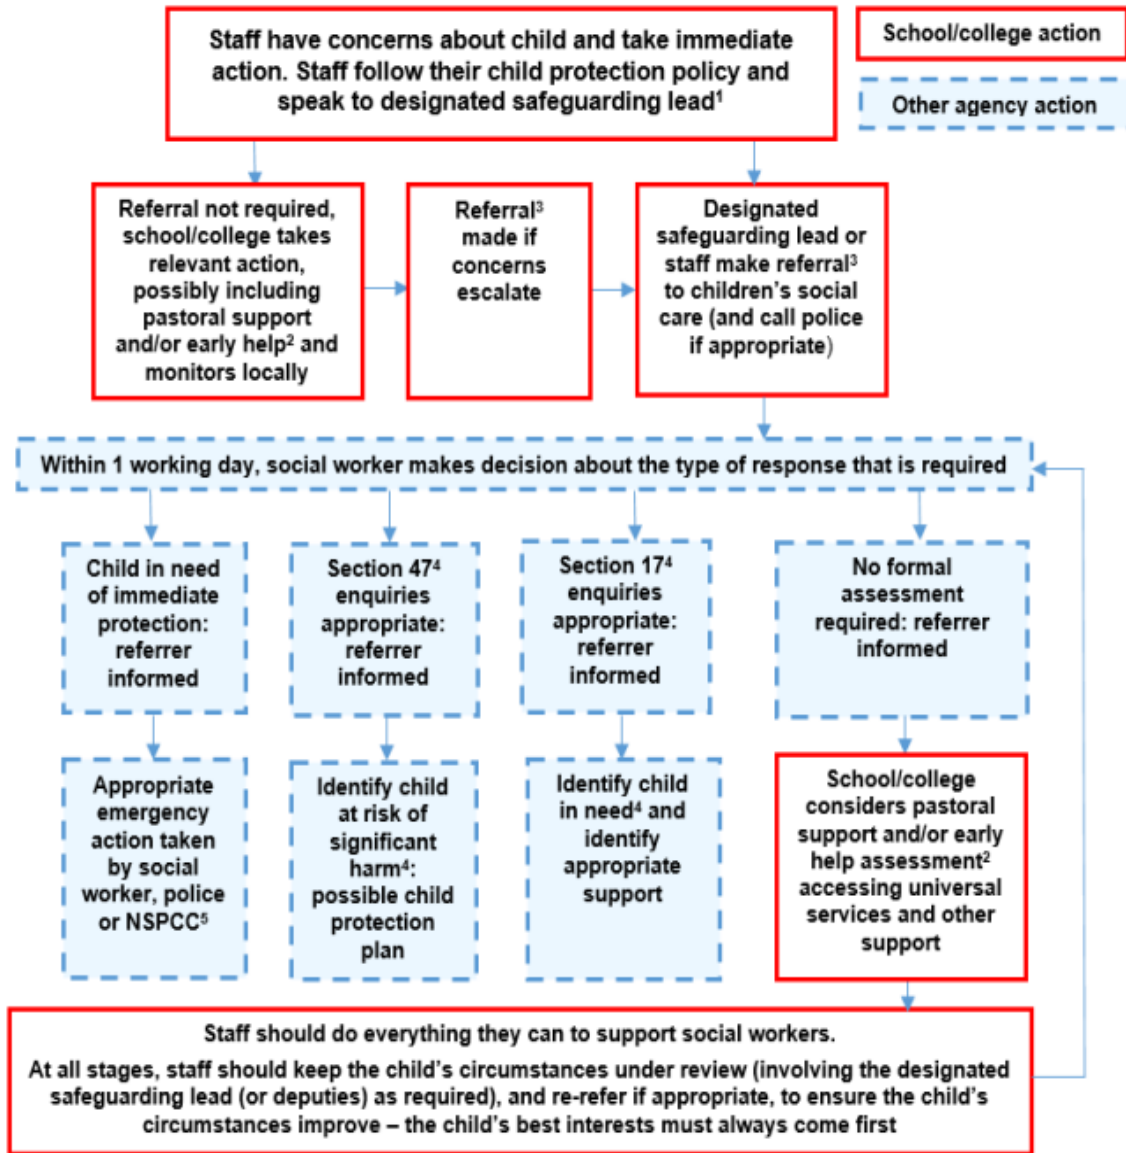 Staff have concerns about child and take immediate
action. Staff follow their child protection policy and
speak to designated safeguarding lead¹
School/college action
Other agency action
Referral not required,
school/college takes
relevant action,
possibly including
pastoral support
and/or early help² and
monitors locally
Referral³
made if
concerns
escalate
Designated
safeguarding lead or
staff make referral³
to children’s social
care (and call police
if appropriate)
Within 1 working day, social worker makes decision about the type of response that is required
Child in need
of immediate
protection:
referrer
informed
Section 47⁴
enquiries
appropriate:
referrer
informed
Section 17⁴
enquiries
appropriate:
referrer
informed
No formal
assessment
required: referrer
informed
Appropriate
emergency
action taken
by social
worker, police
or NSPCC⁵
Identify child
at risk of
significant
harm⁴:
possible child
protection
plan
Identify child
in need⁴ and
identify
appropriate
support
School/college
considers pastoral
support and/or early
help assessment²
accessing universal
services and other
support
Staff should do everything they can to support social workers.
At all stages, staff should keep the child’s circumstances under review (involving the designated
safeguarding lead (or deputies) as required), and re-refer if appropriate, to ensure the child’s
circumstances improve – the child’s best interests must always come first